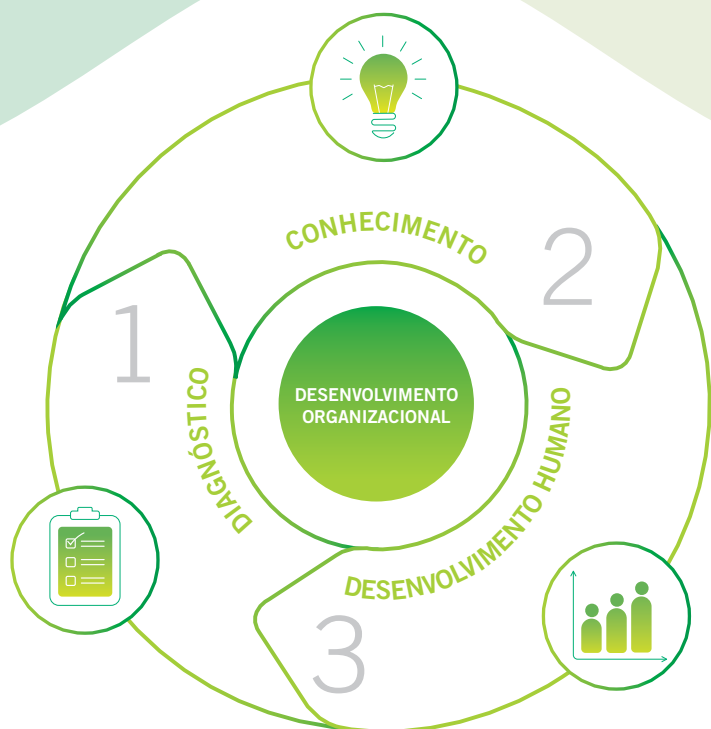 1
DIAGNÓSTICO
CONHECIMENTO
2
DESENVOLVIMENTO HUMANO
3
DESENVOLVIMENTO
ORGANIZACIONAL